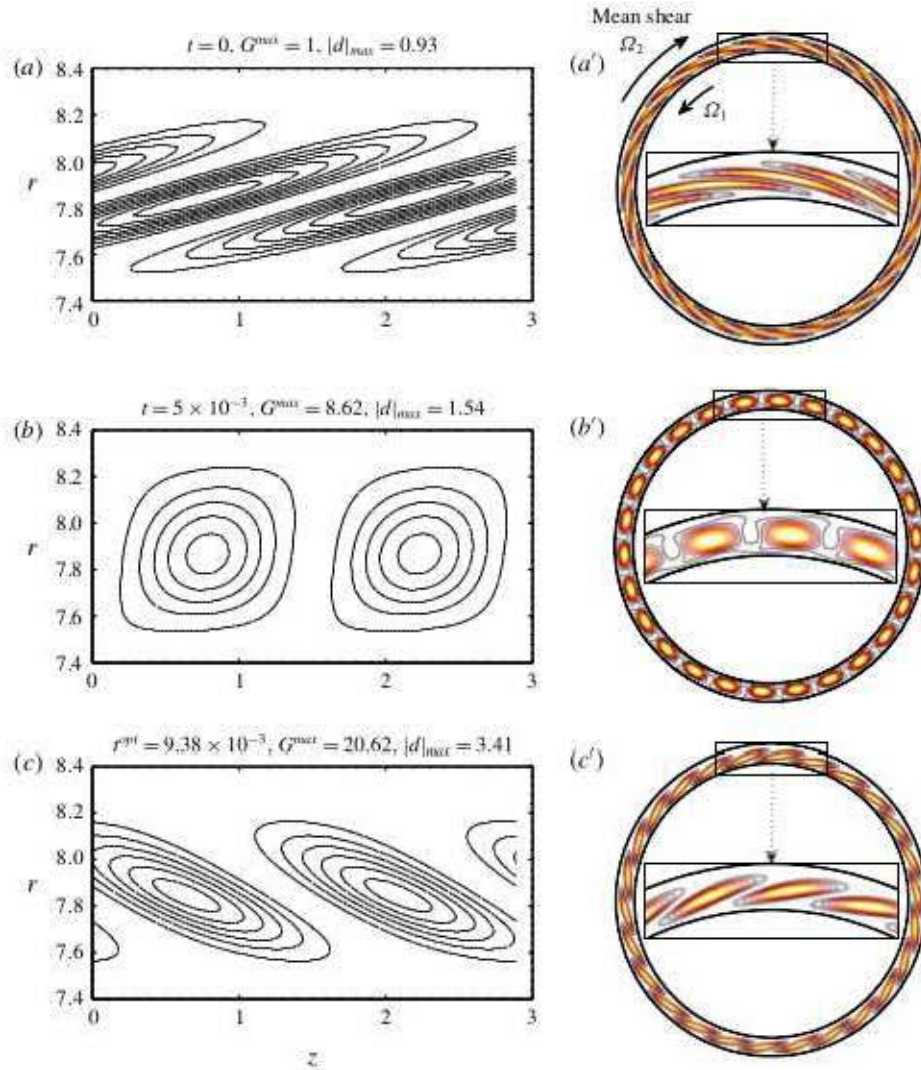 Mean shear
t = 0, G^max = 1, |d|_max = 0.93
(a)
(a′)
Ω₂
Ω₁
8.4
8.2
8.0
r
7.8
7.6
7.4
0 1 2 3
t = 5 × 10⁻³, G^max = 8.62, |d|_max = 1.54
(b)
(b′)
8.4
8.2
8.0
r
7.8
7.6
7.4
0 1 2 3
t^opt = 9.38 × 10⁻³, G^max = 20.62, |d|_max = 3.41
(c)
(c′)
8.4
8.2
8.0
r
7.8
7.6
7.4
0 1 2 3
z